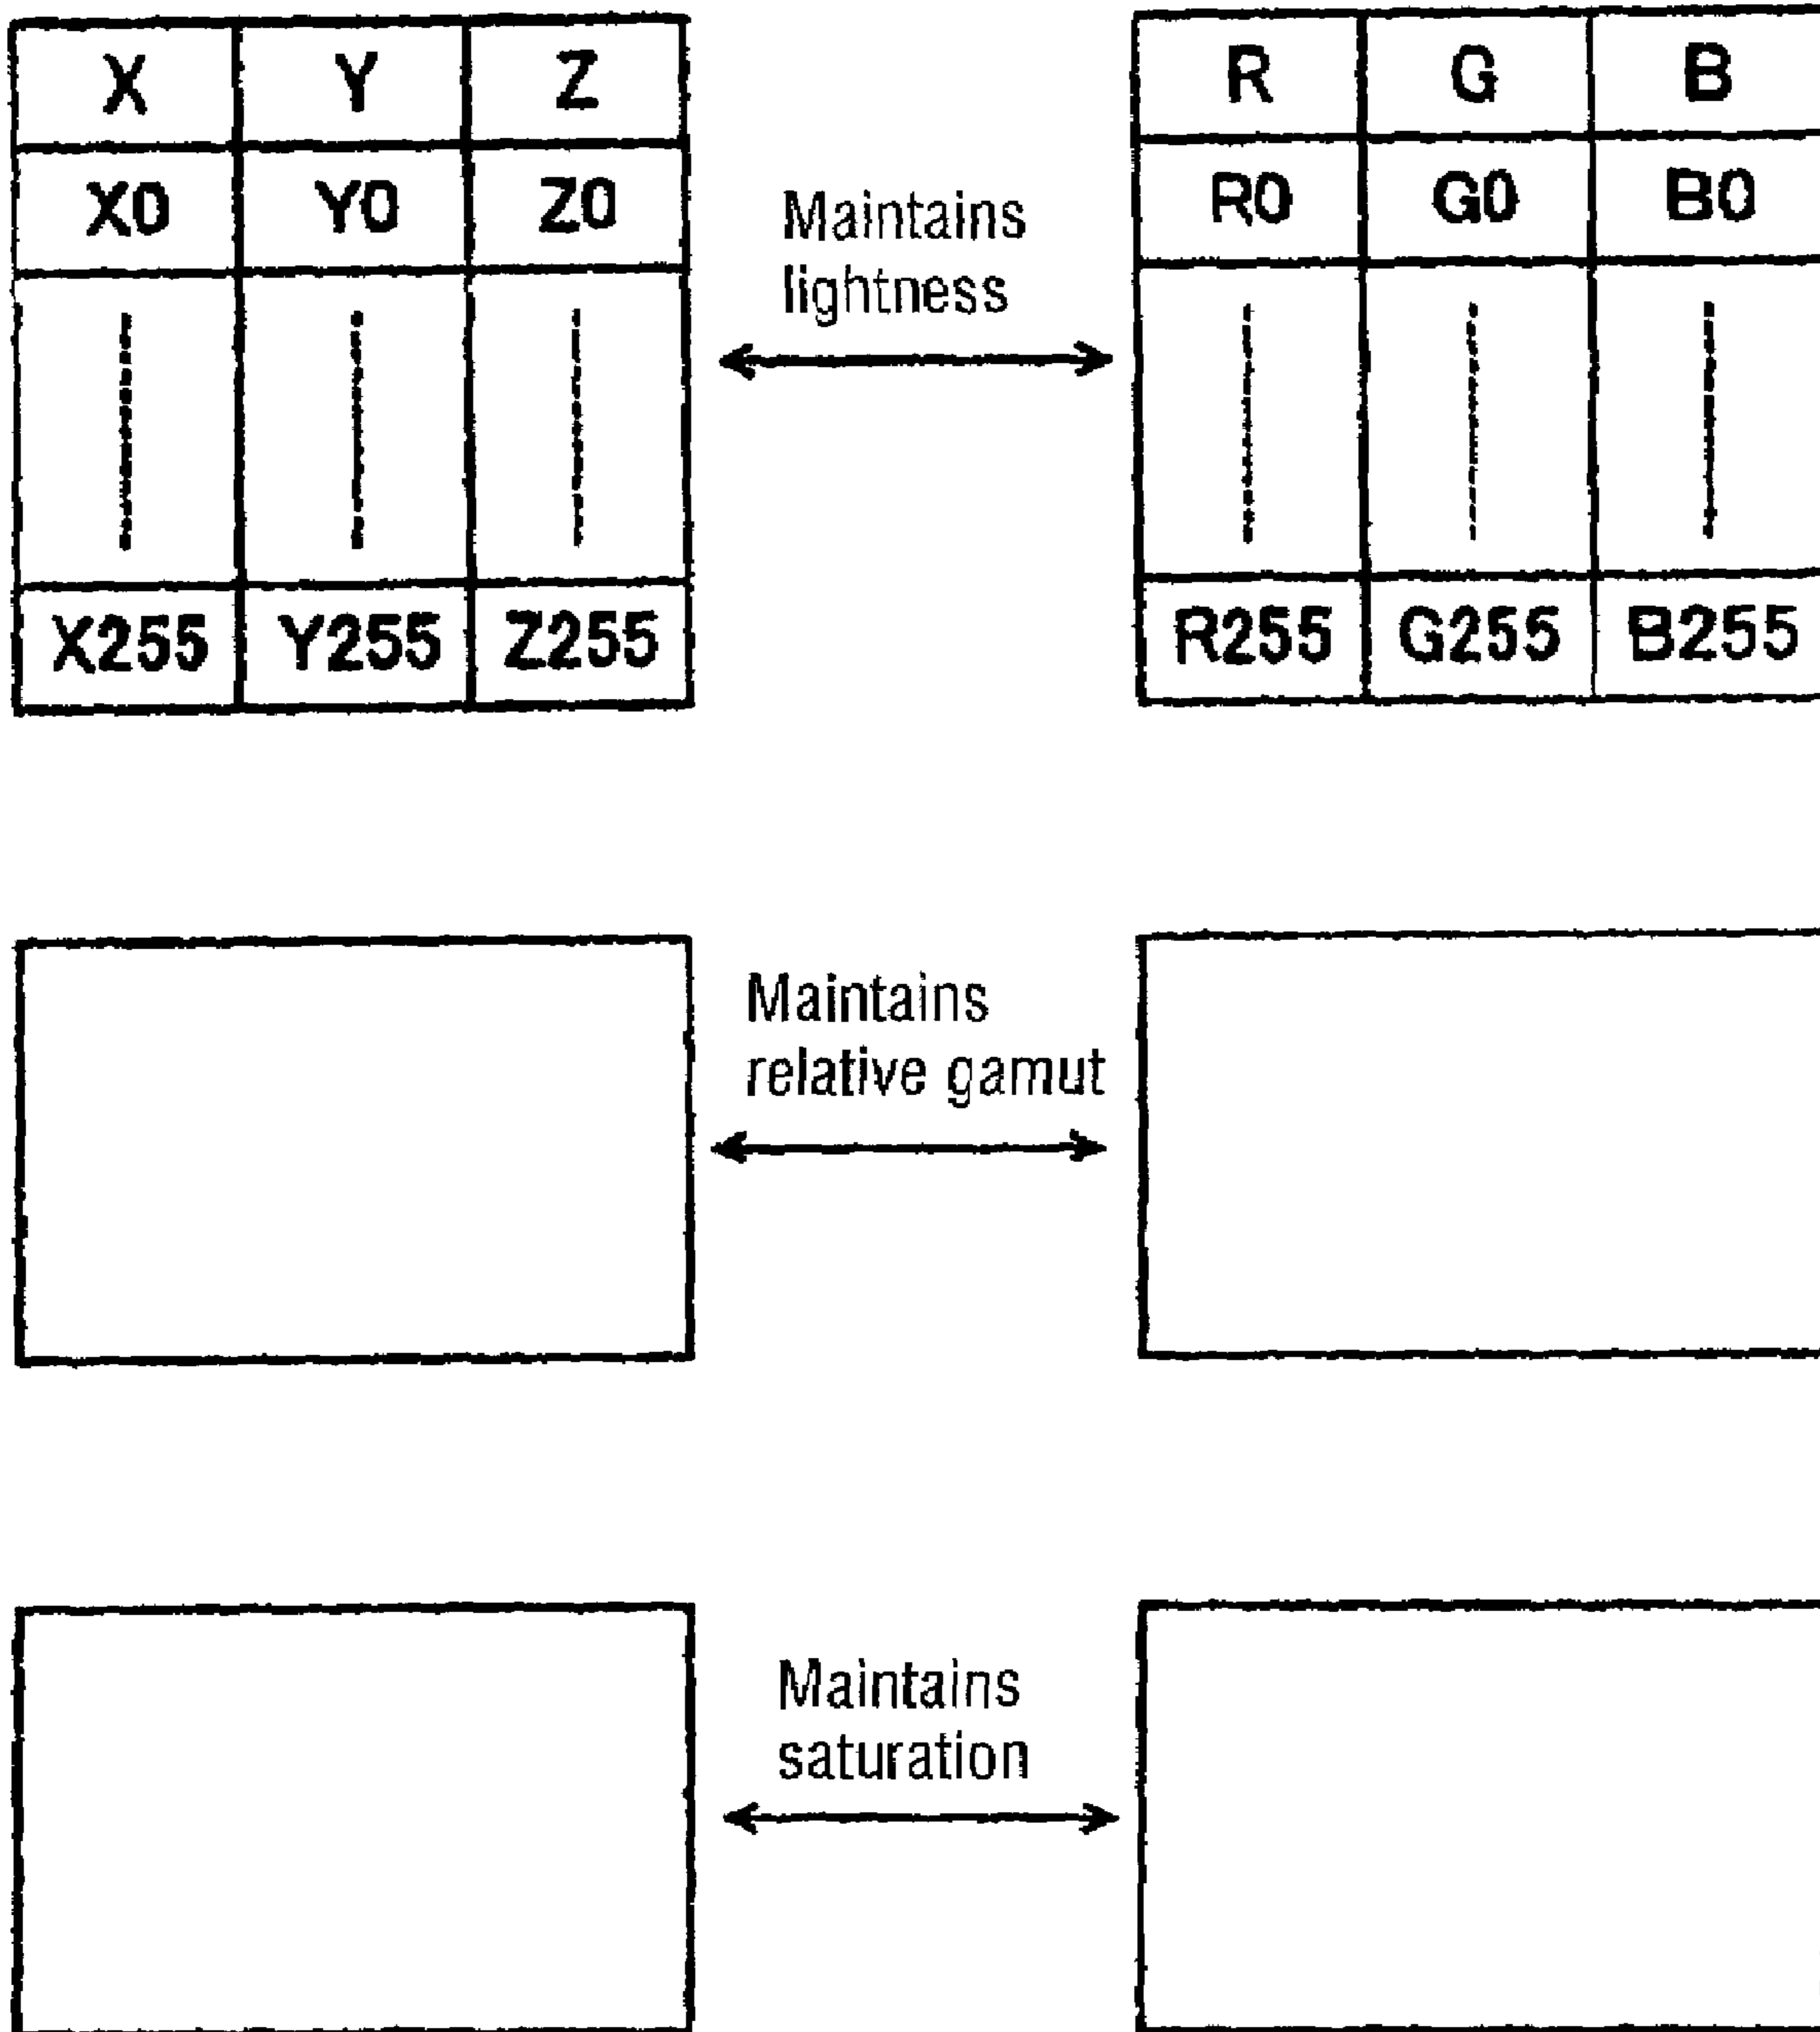 X Y Z
X0 Y0 Z0
X255 Y255 Z255
Maintains
lightness
R G B
R0 G0 B0
R255 G255 B255
Maintains
relative gamut
Maintains
saturation